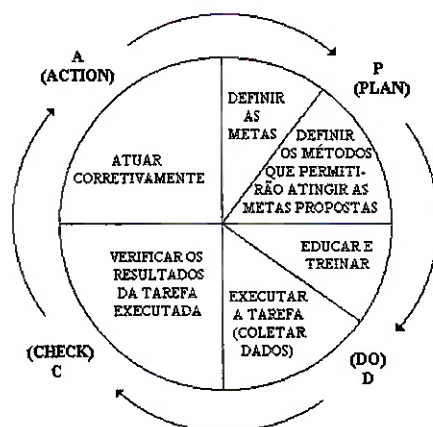 A
(ACTION)
P
(PLAN)
DEFINIR
AS
METAS
DEFINIR
OS MÉTODOS
QUE PERMITI-
RÃO ATINGIR AS
METAS PROPOSTAS
ATUAR
CORRETIVAMENTE
EDUCAR E
TREINAR
VERIFICAR OS
RESULTADOS
DA TAREFA
EXECUTADA
EXECUTAR
A TAREFA
(COLETAR
DADOS)
(CHECK)
C
(DO)
D